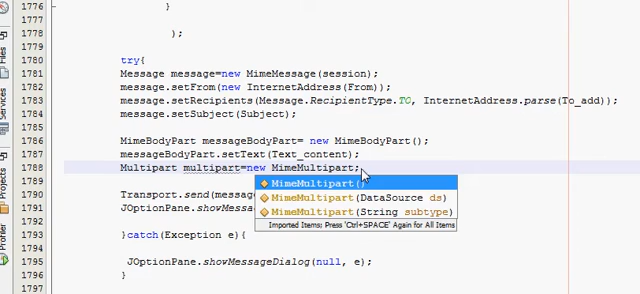 1776 }
1777
1778 );
1779
1780 try{
1781 Message message=new MimeMessage(session);
1782 message.setFrom(new InternetAddress(From));
1783 message.setRecipients(Message.RecipientType.TO, InternetAddress.parse(To_add));
1784 message.setSubject(Subject);
1785
1786 MimeBodyPart messageBodyPart= new MimeBodyPart();
1787 messageBodyPart.setText(Text_content);
1788 Multipart multipart=new MimeMultipart;
1789 MimeMultipart()
1790 Transport.send(messa MimeMultipart(DataSource ds)
1791 JOptionPane.showMess MimeMultipart(String subtype)
1792 Imported Items; Press 'Ctrl+SPACE' Again for All Items
1793 }catch(Exception e){
1794
1795 JOptionPane.showMessageDialog(null, e);
1796 }
Files
Services
Projects
Profiler